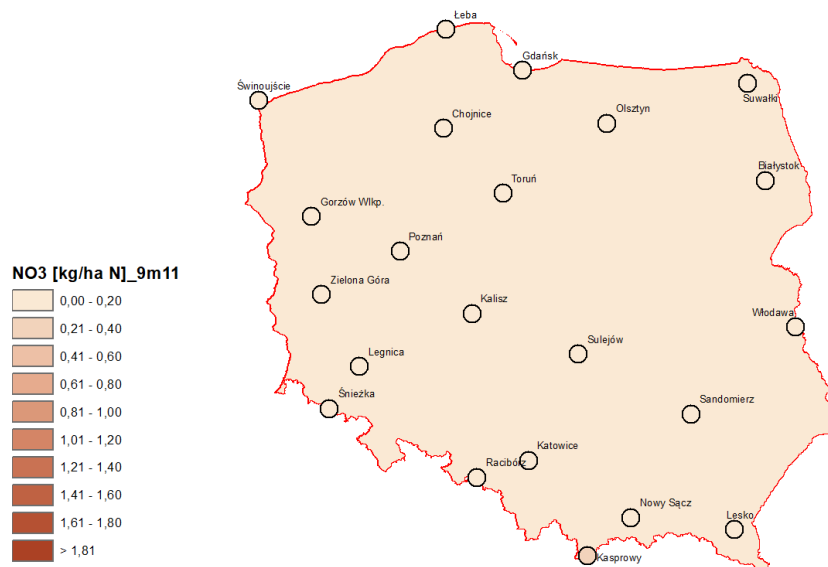 Łeba
Gdańsk
Świnoujście
Suwałki
Olsztyn
Chojnice
Białystok
Toruń
Gorzów Wlkp.
Poznań
NO3 [kg/ha N]_9m11
Zielona Góra
0,00 - 0,20
Kalisz
Włodawa
0,21 - 0,40
Sulejów
0,41 - 0,60
Legnica
0,61 - 0,80
Śnieżka
Sandomierz
0,81 - 1,00
1,01 - 1,20
Katowice
Racibórz
1,21 - 1,40
1,41 - 1,60
Nowy Sącz
Lesko
1,61 - 1,80
> 1,81
Kasprowy